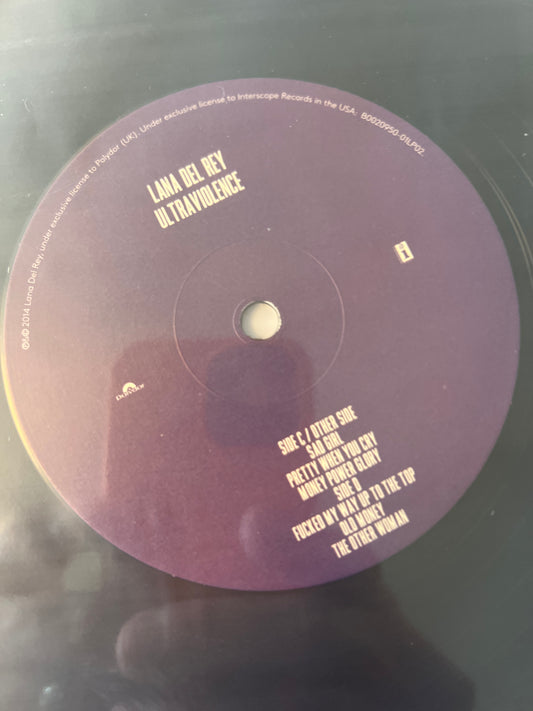 ℗&© 2014 Lana Del Rey, under exclusive license to Polydor (UK). Under exclusive license to Interscope Records in the USA. B0020950-01LP02.
LANA DEL REY
ULTRAVIOLENCE
i
Polydor
SIDE C / OTHER SIDE
SAD GIRL
PRETTY WHEN YOU CRY
MONEY POWER GLORY
SIDE D
FUCKED MY WAY UP TO THE TOP
OLD MONEY
THE OTHER WOMAN